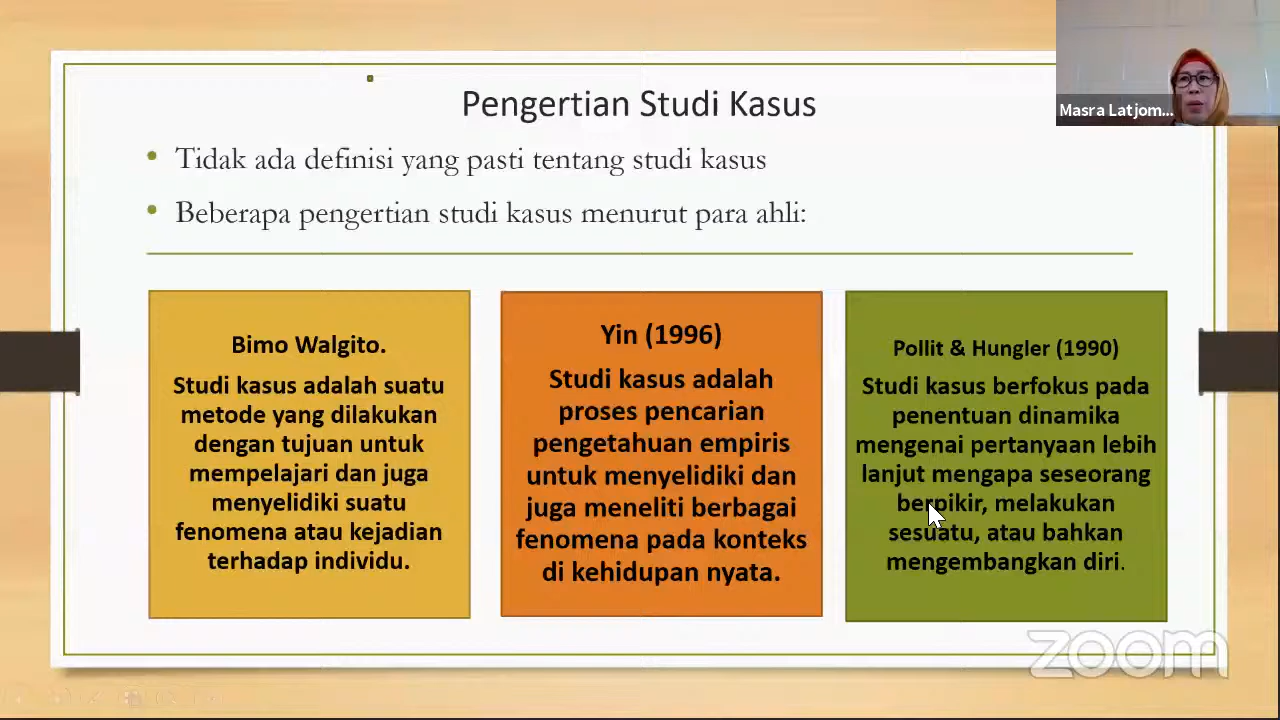 Pengertian Studi Kasus
Masra Latjom...
• Tidak ada definisi yang pasti tentang studi kasus
• Beberapa pengertian studi kasus menurut para ahli:
Bimo Walgito.
Studi kasus adalah suatu
metode yang dilakukan
dengan tujuan untuk
mempelajari dan juga
menyelidiki suatu
fenomena atau kejadian
terhadap individu.
Yin (1996)
Studi kasus adalah
proses pencarian
pengetahuan empiris
untuk menyelidiki dan
juga meneliti berbagai
fenomena pada konteks
di kehidupan nyata.
Pollit & Hungler (1990)
Studi kasus berfokus pada
penentuan dinamika
mengenai pertanyaan lebih
lanjut mengapa seseorang
berpikir, melakukan
sesuatu, atau bahkan
mengembangkan diri.
zoom